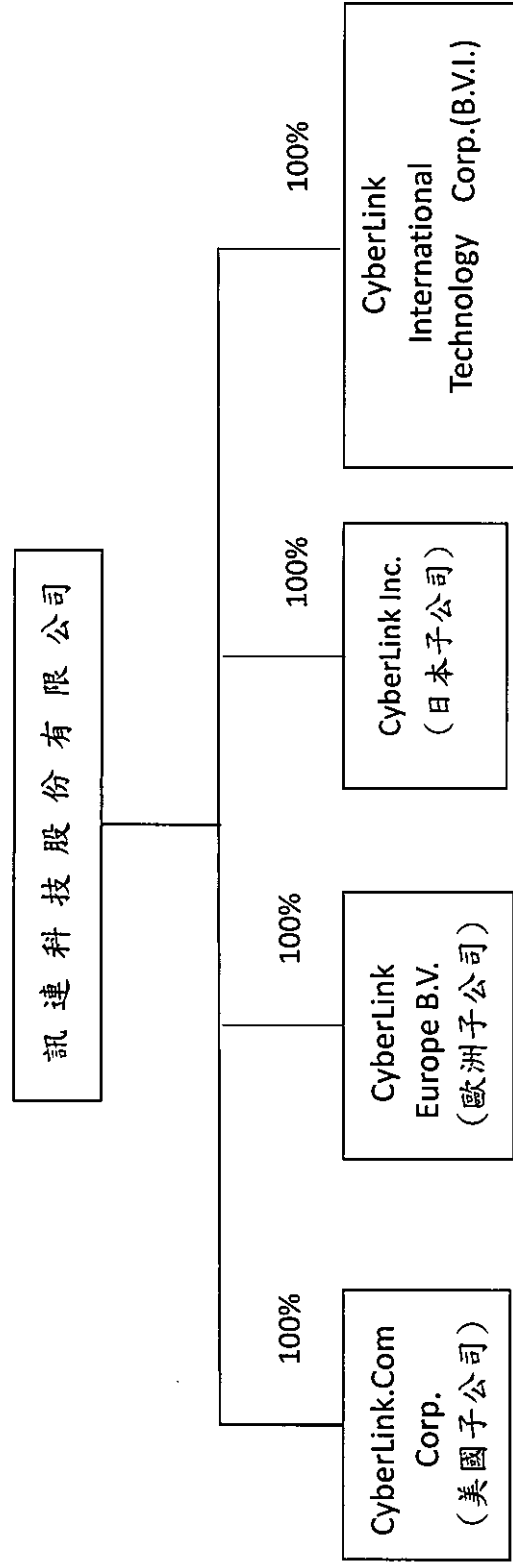 訊連科技股份有限公司
100%
100%
100%
100%
CyberLink.Com
Corp.
(美國子公司)
CyberLink
Europe B.V.
(歐洲子公司)
CyberLink Inc.
(日本子公司)
CyberLink
International
Technology Corp.(B.V.I.)